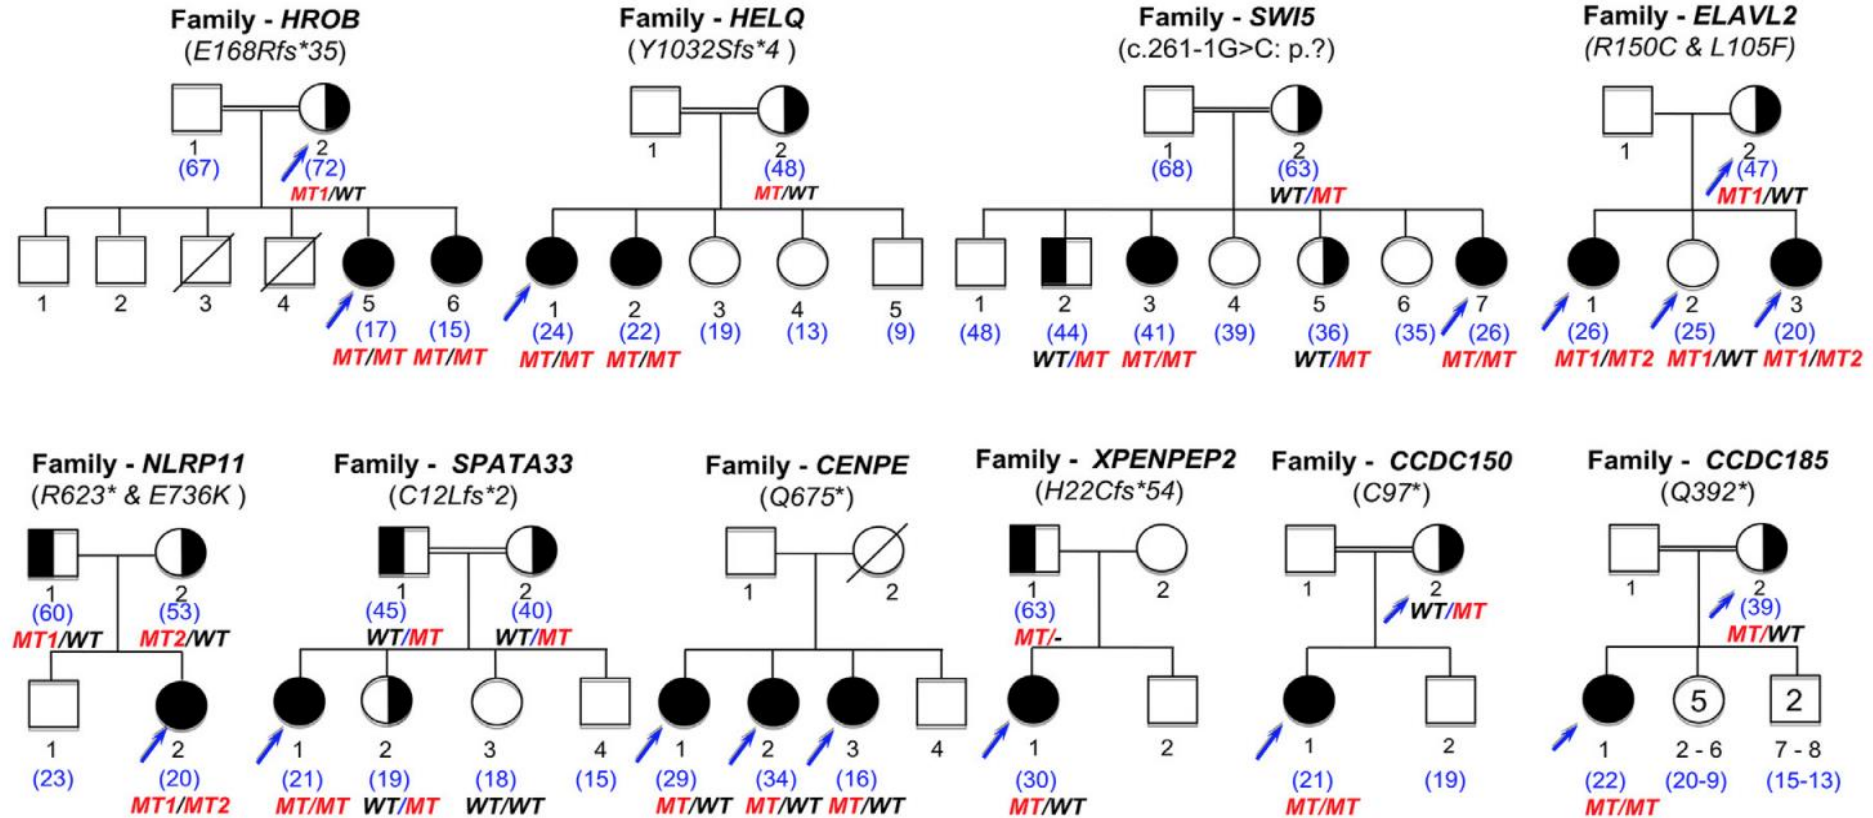 Family - HROB
(E168Rfs*35)
1
(67)
2
(72)
MT1/WT
1
2
3
4
5
(17)
MT/MT
6
(15)
MT/MT
Family - HELQ
(Y1032Sfs*4 )
1
2
(48)
MT/WT
1
(24)
MT/MT
2
(22)
MT/MT
3
(19)
4
(13)
5
(9)
Family - SWI5
(c.261-1G>C: p.?)
1
(68)
2
(63)
WT/MT
1
(48)
2
(44)
WT/MT
3
(41)
MT/MT
4
(39)
5
(36)
WT/MT
6
(35)
7
(26)
MT/MT
Family - ELAVL2
(R150C & L105F)
1
2
(47)
MT1/WT
1
(26)
MT1/MT2
2
(25)
MT1/WT
3
(20)
MT1/MT2
Family - NLRP11
(R623* & E736K )
1
(60)
MT1/WT
2
(53)
MT2/WT
1
(23)
2
(20)
MT1/MT2
Family - SPATA33
(C12Lfs*2)
1
(45)
WT/MT
2
(40)
WT/MT
1
(21)
MT/MT
2
(19)
WT/MT
3
(18)
WT/WT
4
(15)
Family - CENPE
(Q675*)
1
2
1
(29)
MT/WT
2
(34)
MT/WT
3
(16)
MT/WT
4
Family - XPENPEP2
(H22Cfs*54)
1
(63)
MT/-
2
1
(30)
MT/WT
2
Family - CCDC150
(C97*)
1
2
WT/MT
1
(21)
MT/MT
2
(19)
Family - CCDC185
(Q392*)
1
2
(39)
MT/WT
1
(22)
MT/MT
5
2 - 6
(20-9)
2
7 - 8
(15-13)